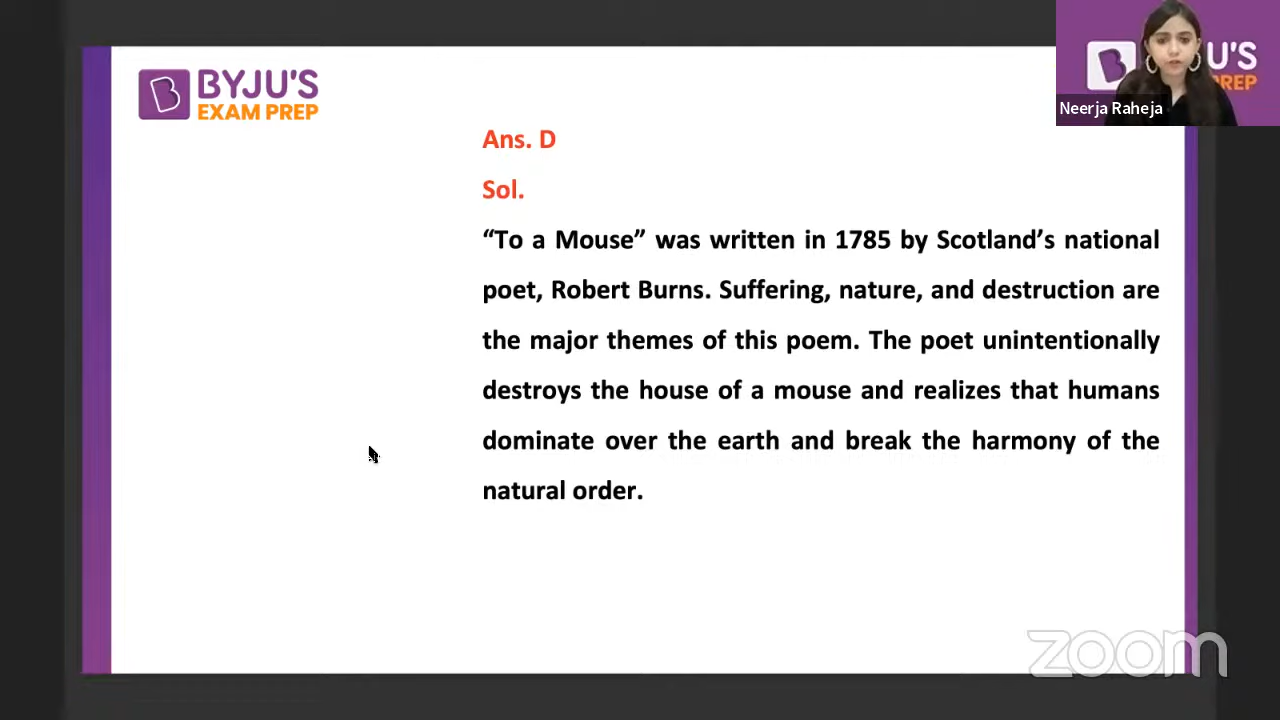 BYJU'S
EXAM PREP
U'S
REP
Neerja Raheja
Ans. D
Sol.
“To a Mouse” was written in 1785 by Scotland’s national
poet, Robert Burns. Suffering, nature, and destruction are
the major themes of this poem. The poet unintentionally
destroys the house of a mouse and realizes that humans
dominate over the earth and break the harmony of the
natural order.
zoom